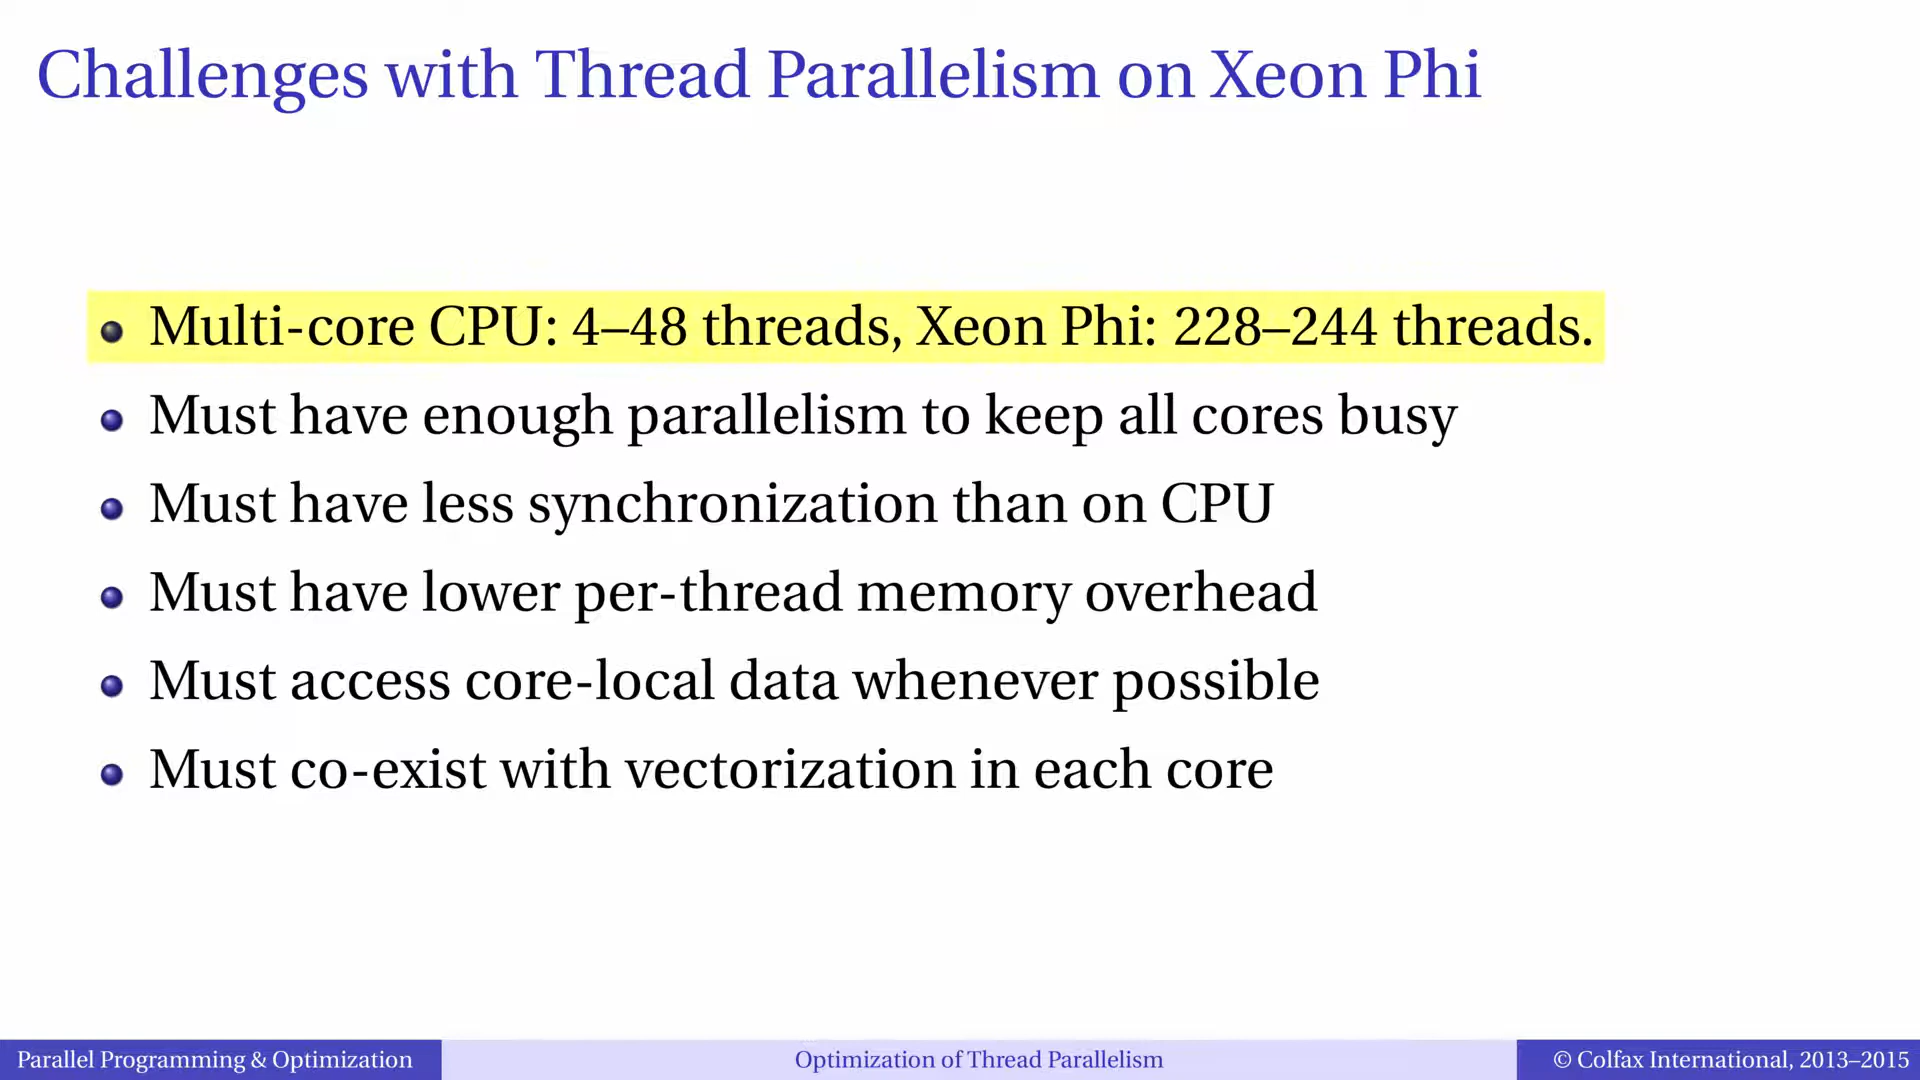 Challenges with Thread Parallelism on Xeon Phi
Multi-core CPU: 4–48 threads, Xeon Phi: 228–244 threads.
Must have enough parallelism to keep all cores busy
Must have less synchronization than on CPU
Must have lower per-thread memory overhead
Must access core-local data whenever possible
Must co-exist with vectorization in each core
Parallel Programming & Optimization
Optimization of Thread Parallelism
© Colfax International, 2013–2015